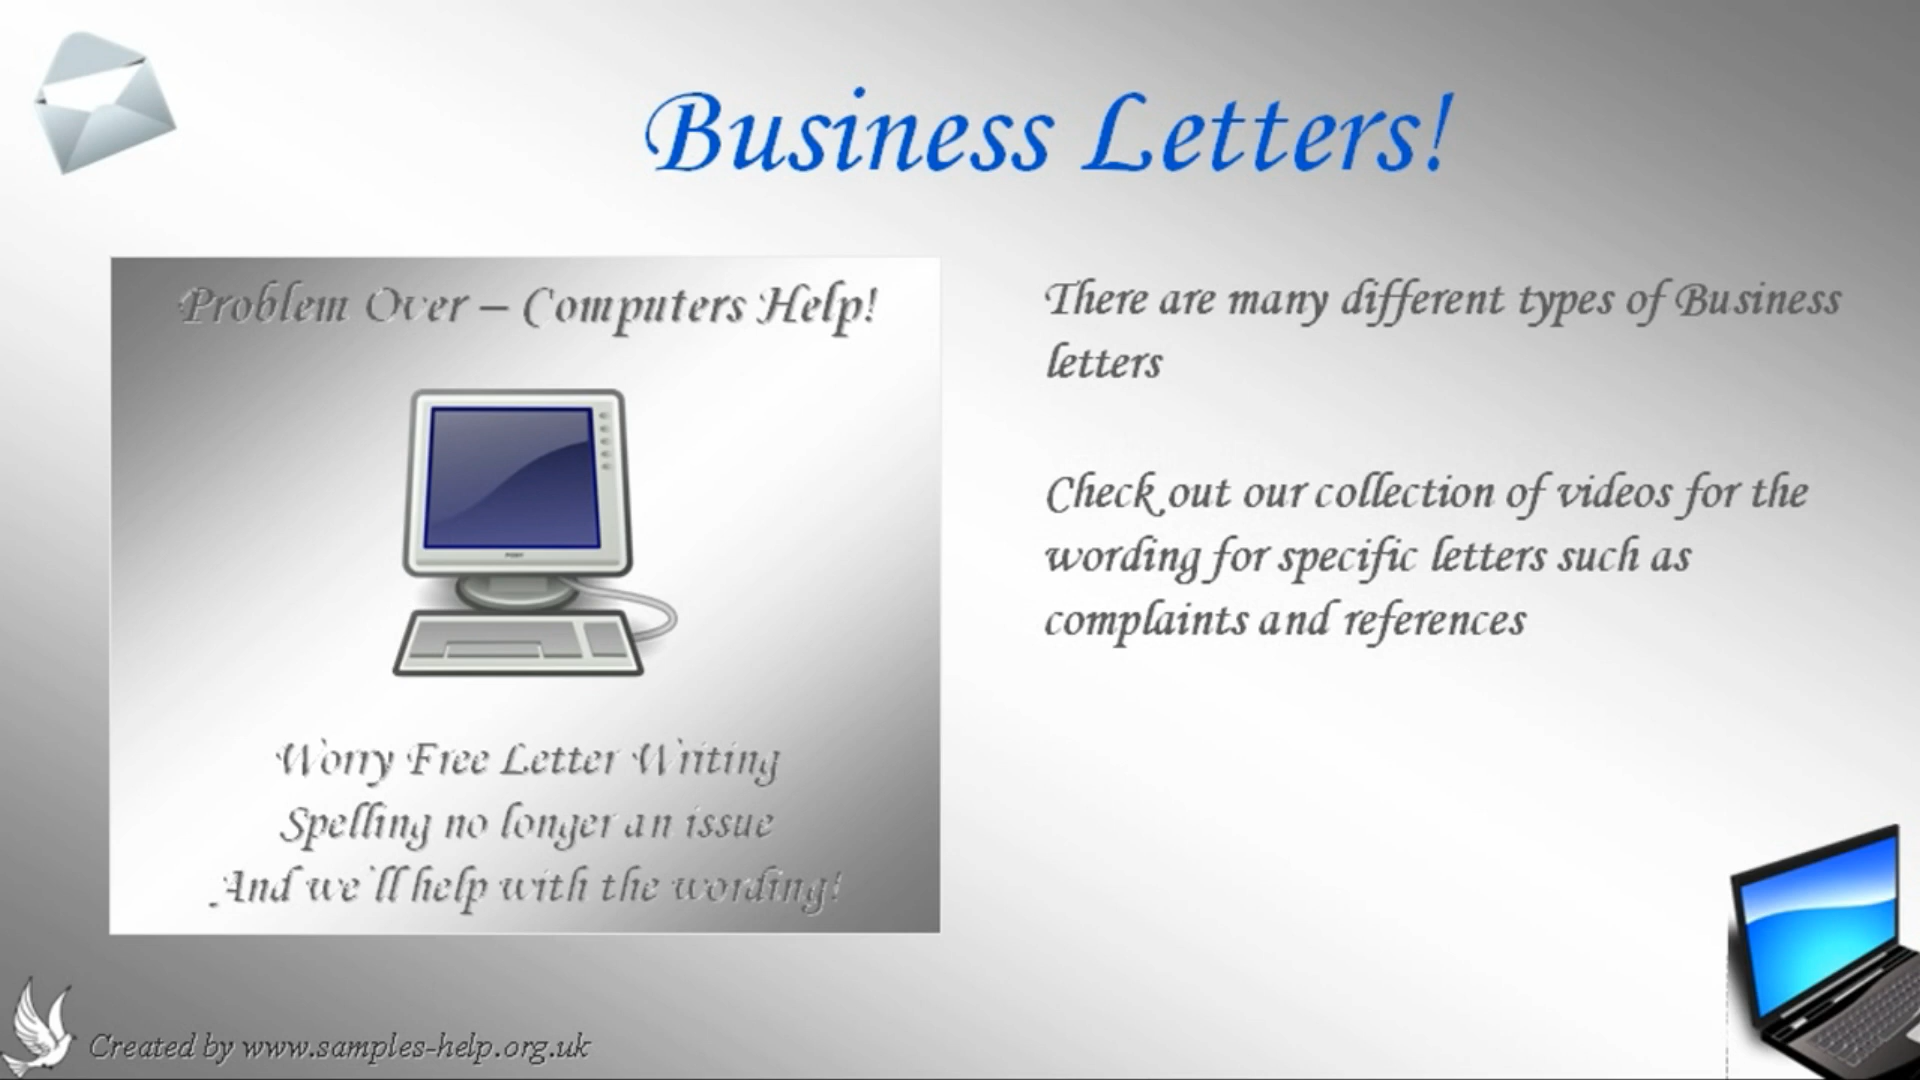 Business Letters!
Problem Over – Computers Help!
Worry Free Letter Writing
Spelling no longer an issue
And we'll help with the wording!
There are many different types of Business
letters
Check out our collection of videos for the
wording for specific letters such as
complaints and references
Created by www.samples-help.org.uk